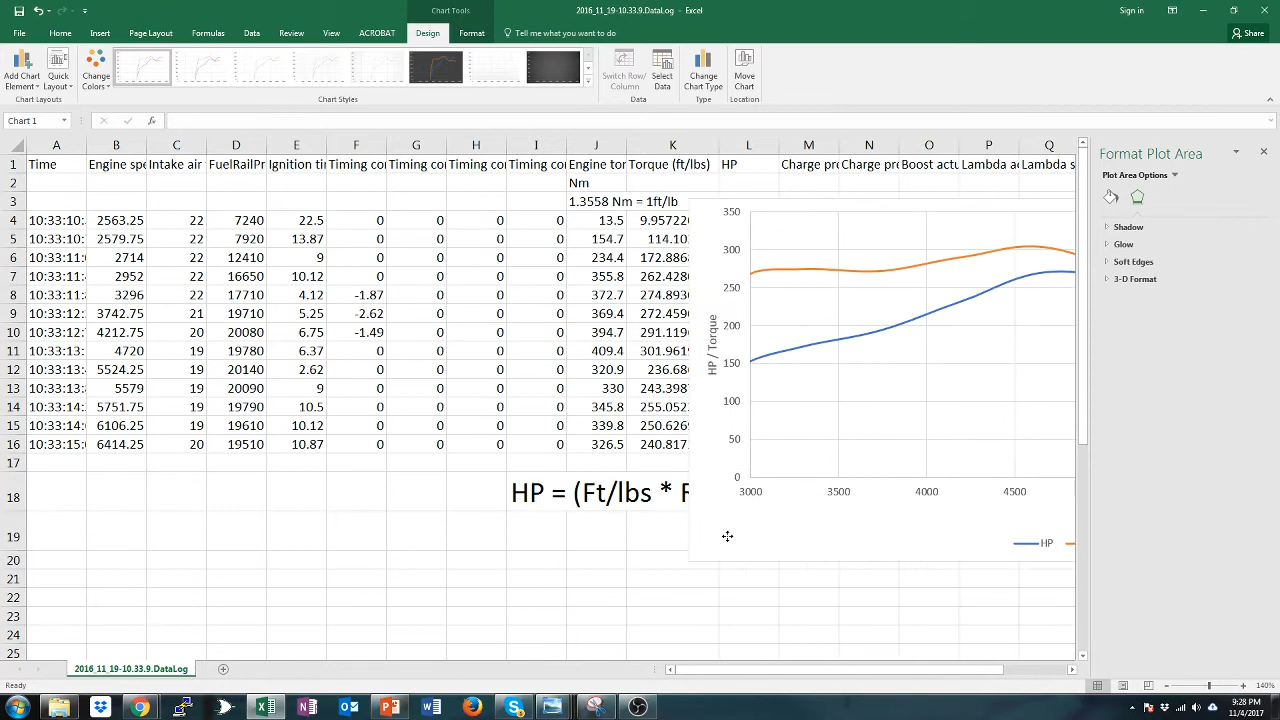 Chart Tools
2016_11_19-10.33.9.DataLog - Excel
Sign in
File Home Insert Page Layout Formulas Data Review View ACROBAT Design Format Tell me what you want to do Share
Add Chart Element Quick Layout Change Colors Switch Row/ Column Select Data Change Chart Type Move Chart
Chart Layouts Chart Styles Data Type Location
Chart 1 fx
A B C D E F G H I J K L M N O P Q
1 Time Engine spe Intake air FuelRailPr Ignition ti Timing cor Timing cor Timing cor Timing cor Engine tor Torque (ft/lbs) HP Charge pre Charge pre Boost actu Lambda ac Lambda s
2 Nm
3 1.3558 Nm = 1ft/lb
4 10:33:10: 2563.25 22 7240 22.5 0 0 0 0 13.5 9.957220
5 10:33:10: 2579.75 22 7920 13.87 0 0 0 0 154.7 114.10
6 10:33:11: 2714 22 12410 9 0 0 0 0 234.4 172.886
7 10:33:11: 2952 22 16650 10.12 0 0 0 0 355.8 262.428
8 10:33:11: 3296 22 17710 4.12 -1.87 0 0 0 372.7 274.893
9 10:33:12: 3742.75 21 19710 5.25 -2.62 0 0 0 369.4 272.459
10 10:33:12: 4212.75 20 20080 6.75 -1.49 0 0 0 394.7 291.119
11 10:33:13: 4720 19 19780 6.37 0 0 0 0 409.4 301.961
12 10:33:13: 5524.25 19 20140 2.62 0 0 0 0 320.9 236.68
13 10:33:13: 5579 19 20090 9 0 0 0 0 330 243.398
14 10:33:14: 5751.75 19 19790 10.5 0 0 0 0 345.8 255.052
15 10:33:14: 6106.25 19 19610 10.12 0 0 0 0 339.8 250.626
16 10:33:15: 6414.25 20 19510 10.87 0 0 0 0 326.5 240.817
17
18 HP = (Ft/lbs *
19
20
21
22
23
24
25
350
300
250
200
150
100
50
0
HP / Torque
3000 3500 4000 4500
HP
Format Plot Area
Plot Area Options
Shadow
Glow
Soft Edges
3-D Format
2016_11_19-10.33.9.DataLog
Ready
140%
9:28 PM
11/4/2017